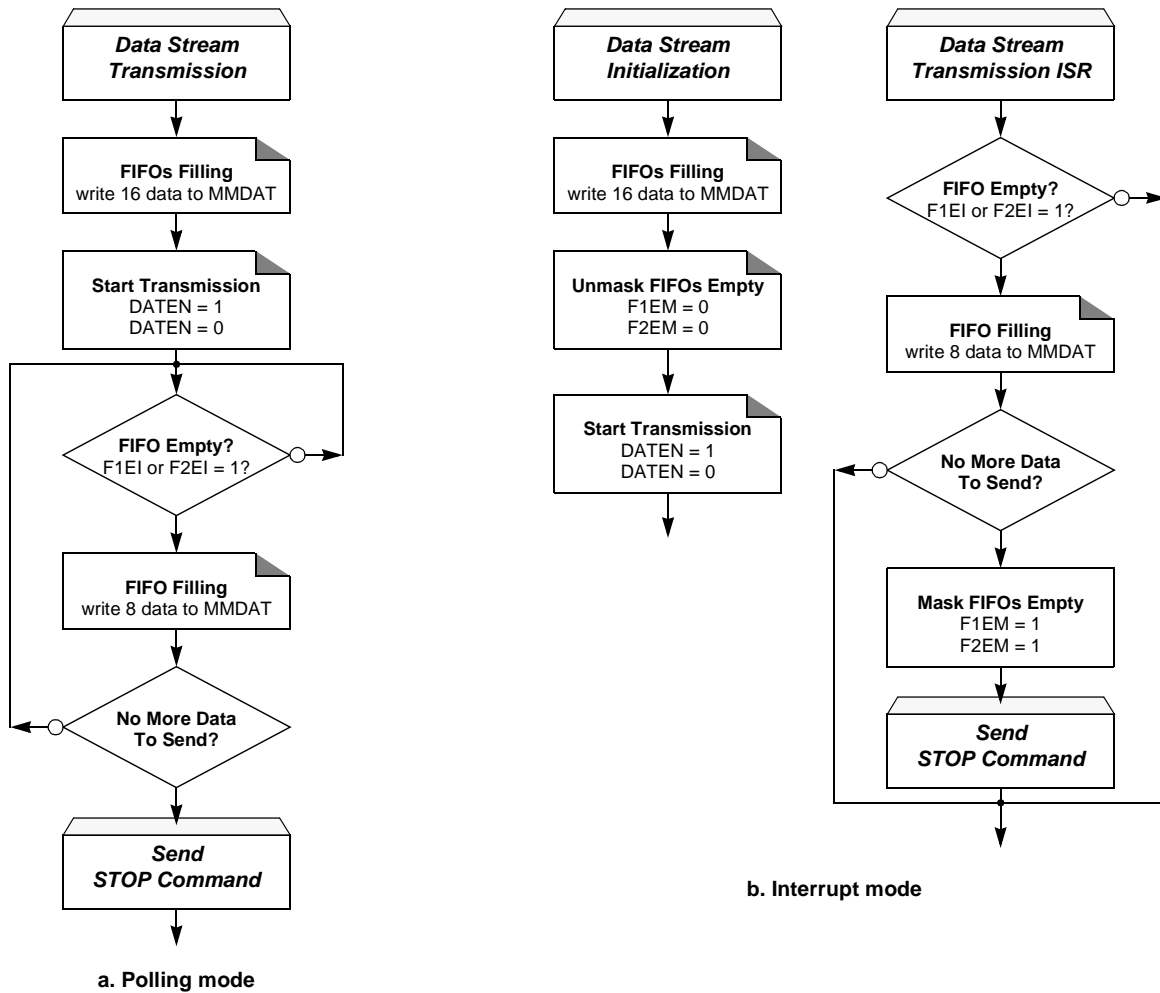 Data Stream
Transmission
FIFOs Filling
write 16 data to MMDAT
Start Transmission
DATEN = 1
DATEN = 0
FIFO Empty?
F1EI or F2EI = 1?
FIFO Filling
write 8 data to MMDAT
No More Data
To Send?
Send
STOP Command
a. Polling mode
Data Stream
Initialization
FIFOs Filling
write 16 data to MMDAT
Unmask FIFOs Empty
F1EM = 0
F2EM = 0
Start Transmission
DATEN = 1
DATEN = 0
Data Stream
Transmission ISR
FIFO Empty?
F1EI or F2EI = 1?
FIFO Filling
write 8 data to MMDAT
No More Data
To Send?
Mask FIFOs Empty
F1EM = 1
F2EM = 1
Send
STOP Command
b. Interrupt mode